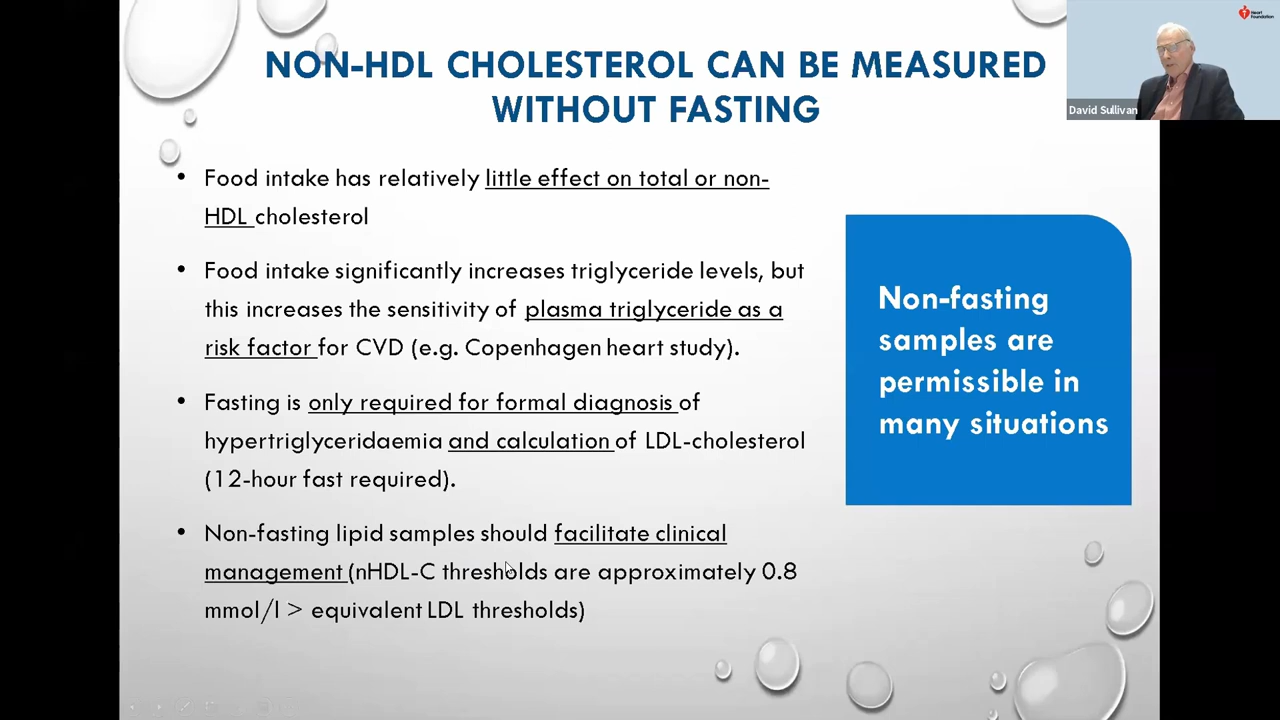 NON-HDL CHOLESTEROL CAN BE MEASURED
WITHOUT FASTING
Heart
Foundation
David Sullivan
• Food intake has relatively little effect on total or non-
HDL cholesterol
• Food intake significantly increases triglyceride levels, but
this increases the sensitivity of plasma triglyceride as a
risk factor for CVD (e.g. Copenhagen heart study).
• Fasting is only required for formal diagnosis of
hypertriglyceridaemia and calculation of LDL-cholesterol
(12-hour fast required).
• Non-fasting lipid samples should facilitate clinical
management (nHDL-C thresholds are approximately 0.8
mmol/l > equivalent LDL thresholds)
Non-fasting
samples are
permissible in
many situations